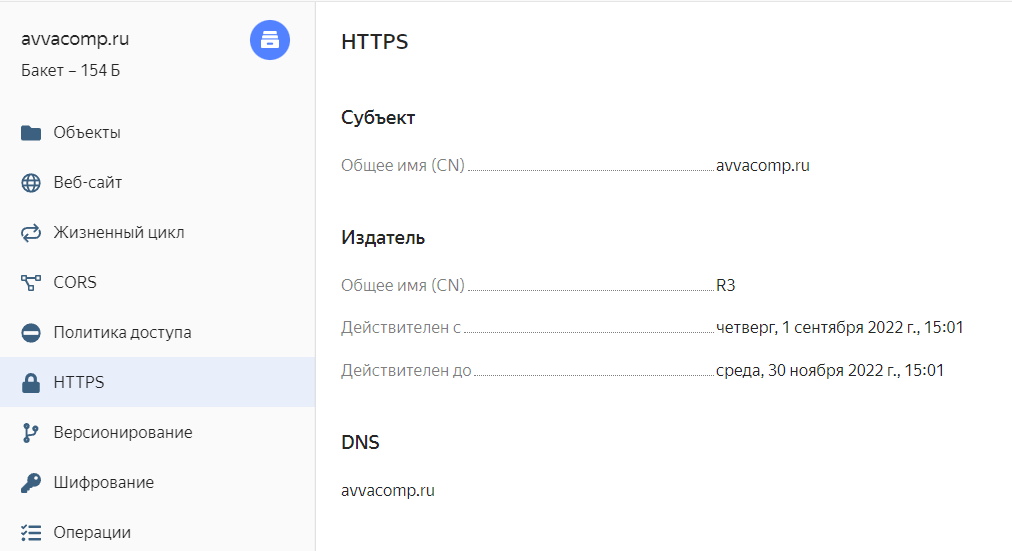 avvacomp.ru
Бакет – 154 Б
Объекты
Веб-сайт
Жизненный цикл
CORS
Политика доступа
HTTPS
Версионирование
Шифрование
Операции
HTTPS
Субъект
Общее имя (CN) avvacomp.ru
Издатель
Общее имя (CN) R3
Действителен с четверг, 1 сентября 2022 г., 15:01
Действителен до среда, 30 ноября 2022 г., 15:01
DNS
avvacomp.ru